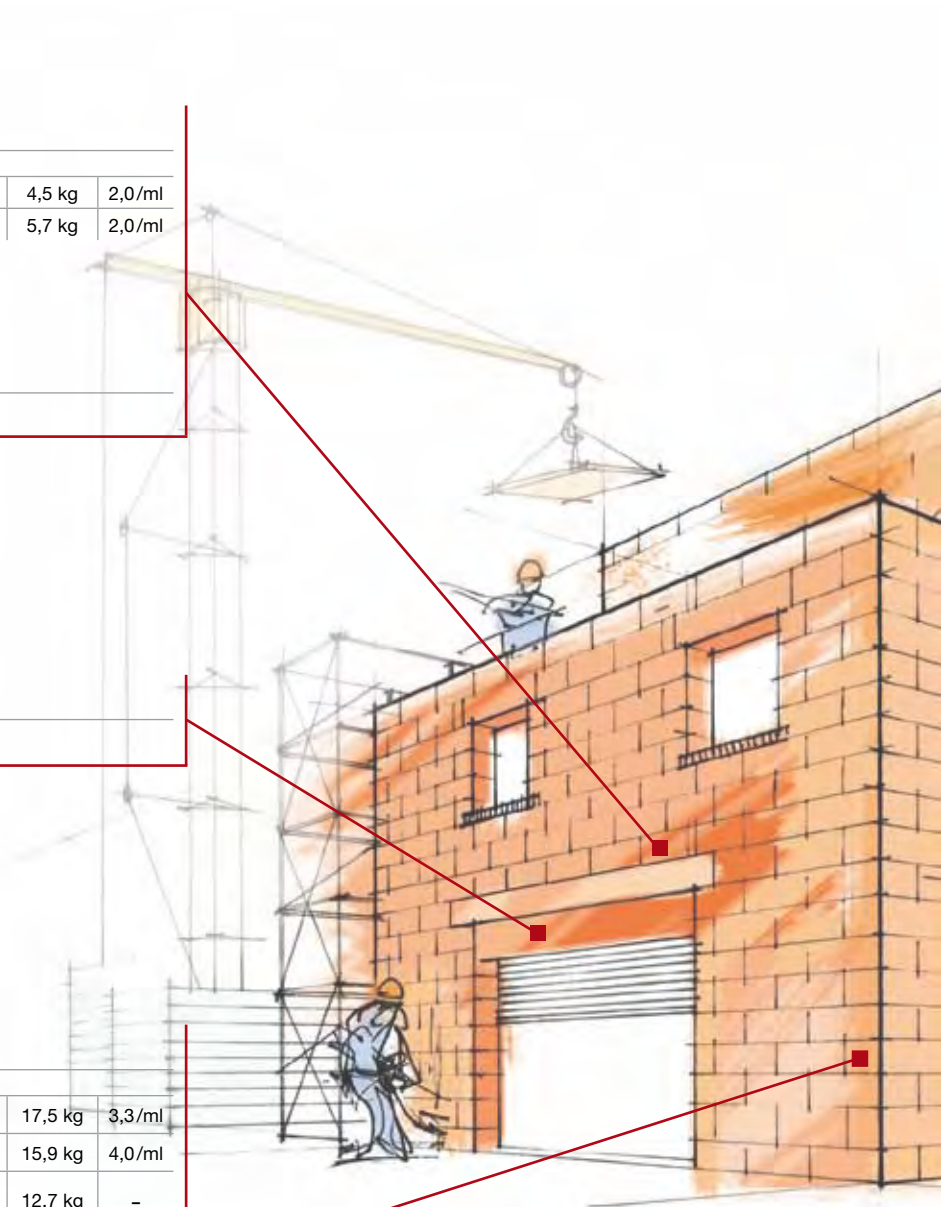 4,5 kg 2,0/ml
5,7 kg 2,0/ml
17,5 kg 3,3/ml
15,9 kg 4,0/ml
12,7 kg –